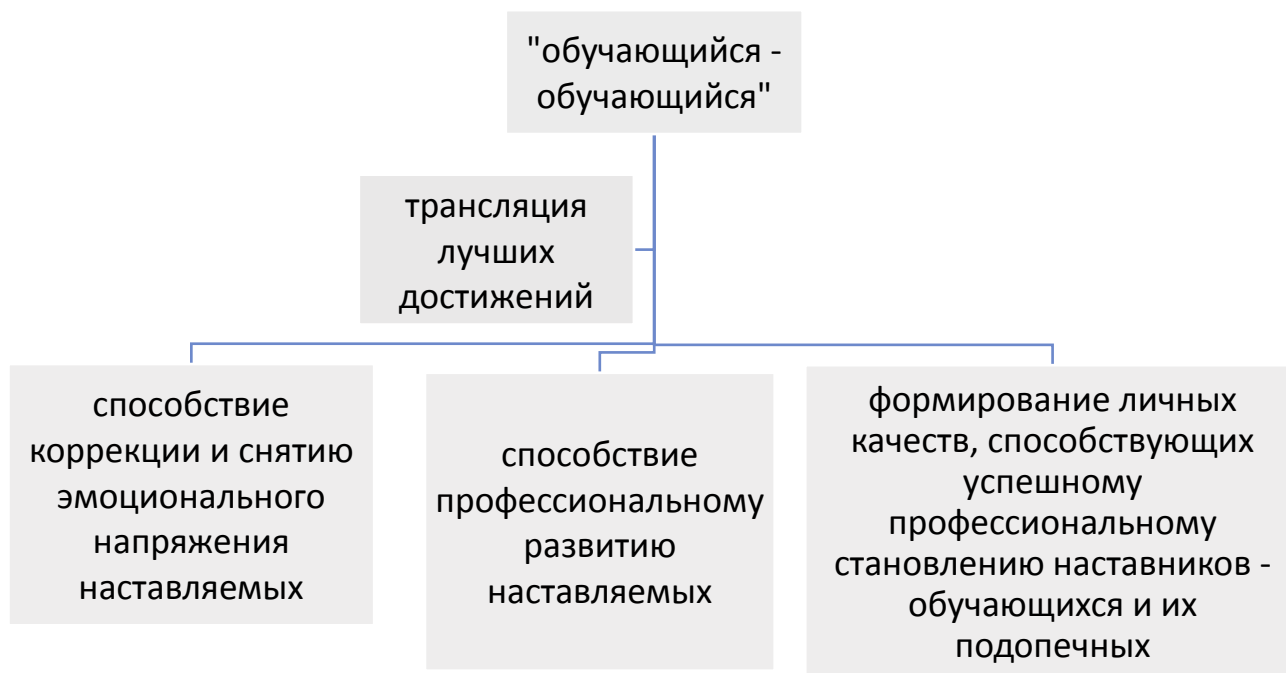 "обучающийся -
обучающийся"
трансляция
лучших
достижений
способствие
коррекции и снятию
эмоционального
напряжения
наставляемых
способствие
профессиональному
развитию
наставляемых
формирование личных
качеств, способствующих
успешному
профессиональному
становлению наставников -
обучающихся и их
подопечных